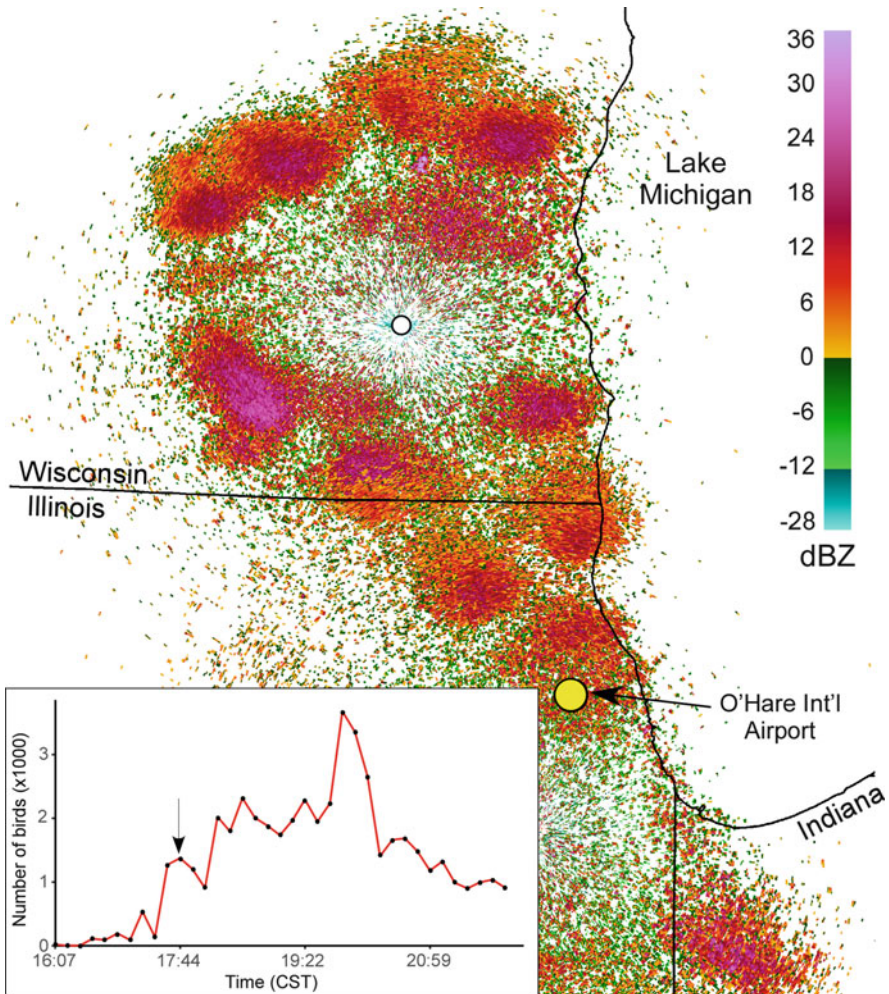 36
30
24
18
12
6
0
-6
-12
-28
dBZ
Lake
Michigan
Wisconsin
Illinois
O'Hare Int'l
Airport
Indiana
Number of birds (x1000)
3
2
1
0
16:07
17:44
19:22
20:59
Time (CST)